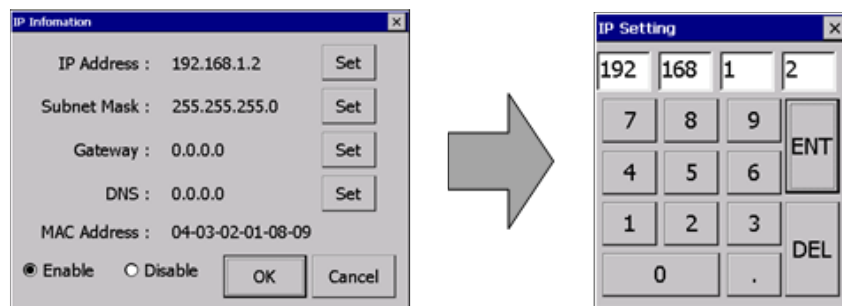 IP Infomation
IP Address : 192.168.1.2 Set
Subnet Mask : 255.255.255.0 Set
Gateway : 0.0.0.0 Set
DNS : 0.0.0.0 Set
MAC Address : 04-03-02-01-08-09
Enable Disable OK Cancel
IP Setting
192 168 1 2
7 8 9 ENT
4 5 6
1 2 3 DEL
0 .